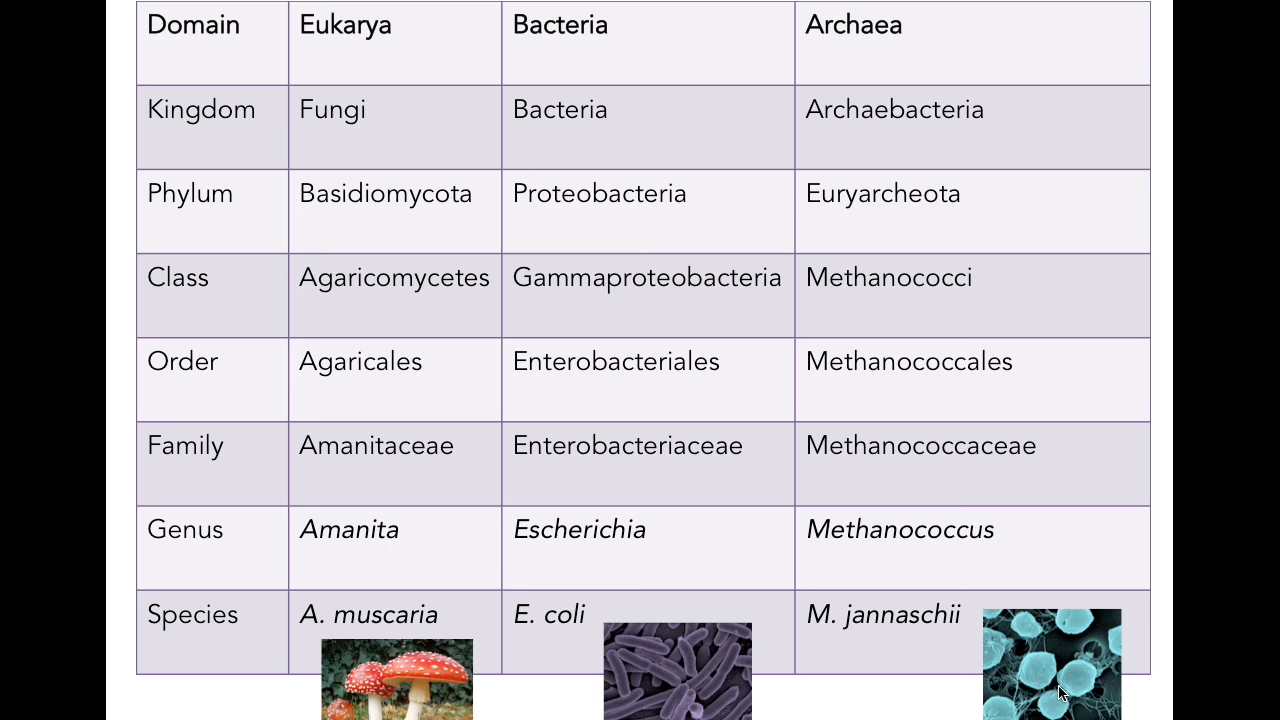 Domain Eukarya Bacteria Archaea
Kingdom Fungi Bacteria Archaebacteria
Phylum Basidiomycota Proteobacteria Euryarcheota
Class Agaricomycetes Gammaproteobacteria Methanococci
Order Agaricales Enterobacteriales Methanococcales
Family Amanitaceae Enterobacteriaceae Methanococcaceae
Genus Amanita Escherichia Methanococcus
Species A. muscaria E. coli M. jannaschii